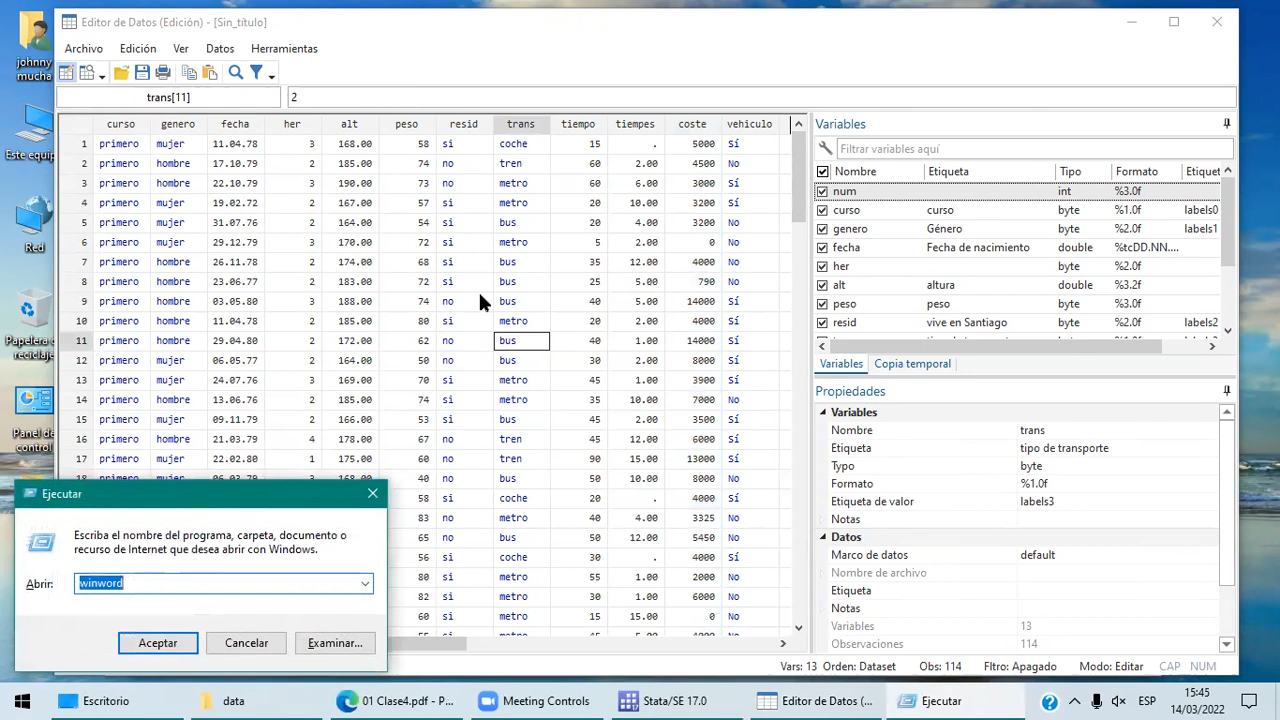 Editor de Datos (Edición) - [Sin_título]
Archivo Edición Ver Datos Herramientas
trans[11] 2
curso genero fecha her alt peso resid trans tiempo tiempes coste vehiculo
1 primero mujer 11.04.78 3 168.00 58 si coche 15 . 5000 Sí
2 primero hombre 17.10.79 2 185.00 74 no tren 60 2.00 4500 No
3 primero hombre 22.10.79 3 190.00 73 no metro 60 6.00 3000 Sí
4 primero mujer 19.02.72 2 167.00 57 si metro 20 10.00 3200 Sí
5 primero mujer 31.07.76 2 164.00 54 si bus 20 4.00 3200 No
6 primero mujer 29.12.79 3 170.00 72 si metro 5 2.00 0 No
7 primero hombre 26.11.78 2 174.00 68 si bus 35 12.00 4000 No
8 primero hombre 23.06.77 2 183.00 72 si bus 25 5.00 790 No
9 primero hombre 03.05.80 3 188.00 74 no bus 40 5.00 14000 Sí
10 primero hombre 11.04.78 2 185.00 80 si metro 20 2.00 4000 Sí
11 primero hombre 29.04.80 2 172.00 62 no bus 40 1.00 14000 Sí
12 primero mujer 06.05.77 2 164.00 50 no bus 30 2.00 8000 Sí
13 primero mujer 24.07.76 3 169.00 70 si metro 45 1.00 3900 Sí
14 primero hombre 13.06.76 2 185.00 74 si metro 35 10.00 7000 Sí
15 primero mujer 09.11.79 2 166.00 53 si bus 45 2.00 3500 Sí
16 primero hombre 21.03.79 4 178.00 67 no tren 45 12.00 6000 Sí
17 primero mujer 22.02.80 1 175.00 60 no tren 90 15.00 13000 Sí
18 primero mujer 06.03.79 3 168.00 40 no bus 50 10.00 8000 Sí
58 si coche 20 . 4000 Sí
83 no metro 40 4.00 3325 No
65 no bus 50 12.00 5450 No
56 si coche 30 . 4000 Sí
80 si metro 55 1.00 2000 No
82 no metro 30 1.00 6000 No
60 si metro 15 15.00 0 No
Variables
Filtrar variables aquí
Nombre Etiqueta Tipo Formato Etiquet
num int %3.0f
curso curso byte %1.0f labels0
genero Género byte %2.0f labels1
fecha Fecha de nacimiento double %tcDD.NN....
her byte %2.0f
alt altura double %3.2f
peso peso byte %2.0f
resid vive en Santiago byte %2.0f labels2
Variables Copia temporal
Propiedades
Variables
Nombre trans
Etiqueta tipo de transporte
Typo byte
Formato %1.0f
Etiqueta de valor labels3
Notas
Datos
Marco de datos default
Nombre de archivo
Etiqueta
Notas
Variables 13
Observaciones 114
Vars: 13 Orden: Dataset Obs: 114 Fltro: Apagado Modo: Editar CAP NUM
Ejecutar
Escriba el nombre del programa, carpeta, documento o
recurso de Internet que desea abrir con Windows.
Abrir: winword
Aceptar Cancelar Examinar...
johnny
mucha
Este equip
Red
Papelera d
reciclaje
Panel de
control
Escritorio data 01 Clase4.pdf - P... Meeting Controls Stata/SE 17.0 Editor de Datos (... Ejecutar ESP 15:45
14/03/2022